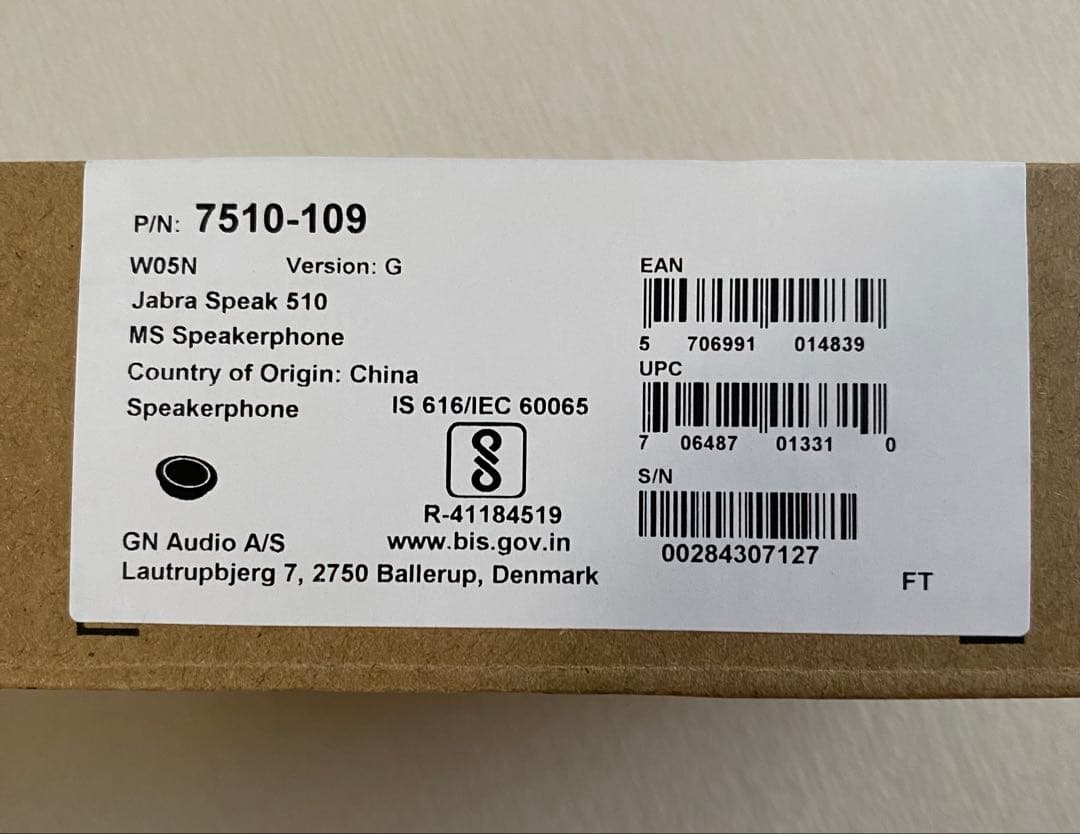 P/N: 7510-109
W05N Version: G
Jabra Speak 510
MS Speakerphone
Country of Origin: China
Speakerphone IS 616/IEC 60065
R-41184519
GN Audio A/S www.bis.gov.in
Lautrupbjerg 7, 2750 Ballerup, Denmark
EAN
5 706991 014839
UPC
7 06487 01331 0
S/N
00284307127
FT